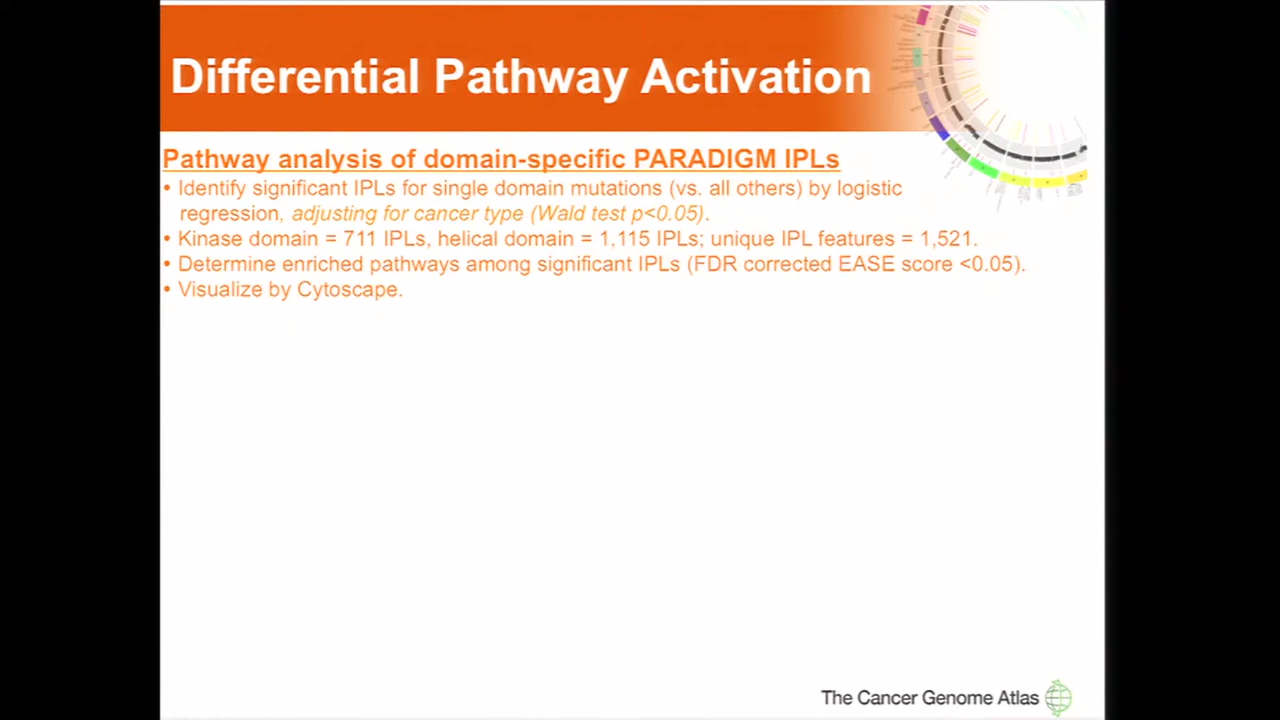 Differential Pathway Activation
Pathway analysis of domain-specific PARADIGM IPLs
• Identify significant IPLs for single domain mutations (vs. all others) by logistic
regression, adjusting for cancer type (Wald test p<0.05).
• Kinase domain = 711 IPLs, helical domain = 1,115 IPLs; unique IPL features = 1,521.
• Determine enriched pathways among significant IPLs (FDR corrected EASE score <0.05).
• Visualize by Cytoscape.
The Cancer Genome Atlas